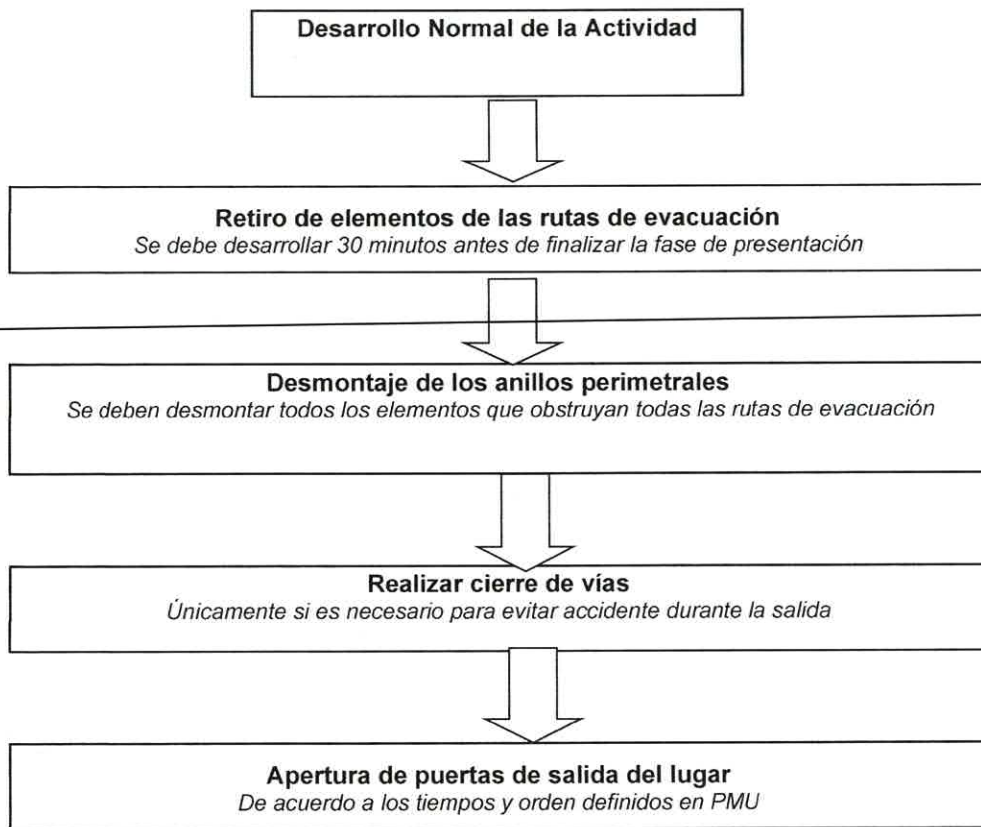 Desarrollo Normal de la Actividad
Retiro de elementos de las rutas de evacuación
Se debe desarrollar 30 minutos antes de finalizar la fase de presentación
Desmontaje de los anillos perimetrales
Se deben desmontar todos los elementos que obstruyan todas las rutas de evacuación
Realizar cierre de vías
Únicamente si es necesario para evitar accidente durante la salida
Apertura de puertas de salida del lugar
De acuerdo a los tiempos y orden definidos en PMU